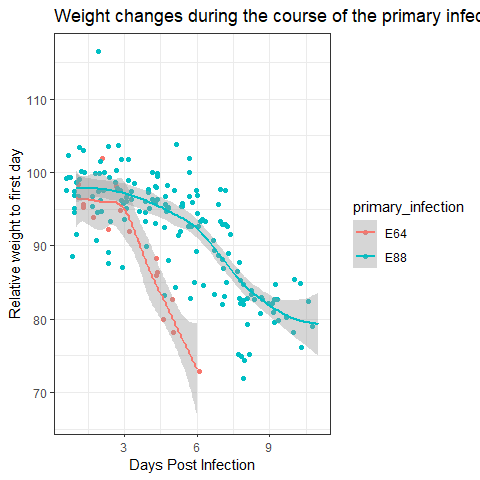 Weight changes during the course of the primary infec
Relative weight to first day
110
100
90
80
70
3 6 9
Days Post Infection
primary_infection
E64
E88